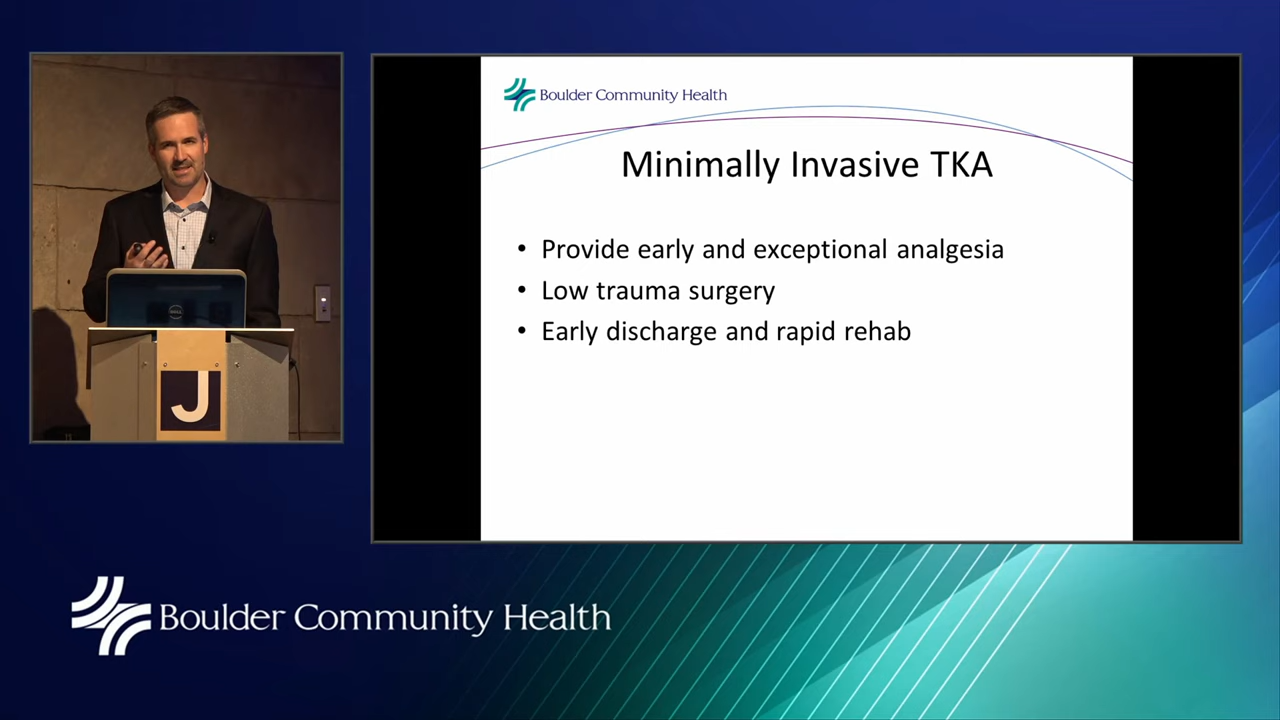 Boulder Community Health
Minimally Invasive TKA
• Provide early and exceptional analgesia
• Low trauma surgery
• Early discharge and rapid rehab
DELL
J
Boulder Community Health